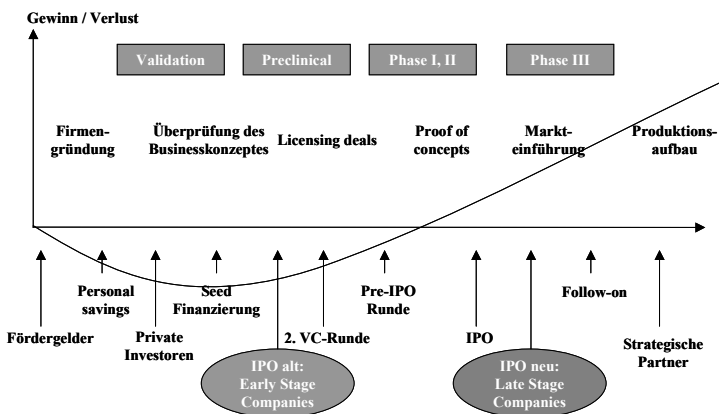 Gewinn / Verlust
Validation
Preclinical
Phase I, II
Phase III
Firmen-
gründung
Überprüfung des
Businesskonzeptes
Licensing deals
Proof of
concepts
Markt-
einführung
Produktions-
aufbau
Fördergelder
Personal
savings
Private
Investoren
Seed
Finanzierung
2. VC-Runde
Pre-IPO
Runde
IPO
Follow-on
Strategische
Partner
IPO alt:
Early Stage
Companies
IPO neu:
Late Stage
Companies